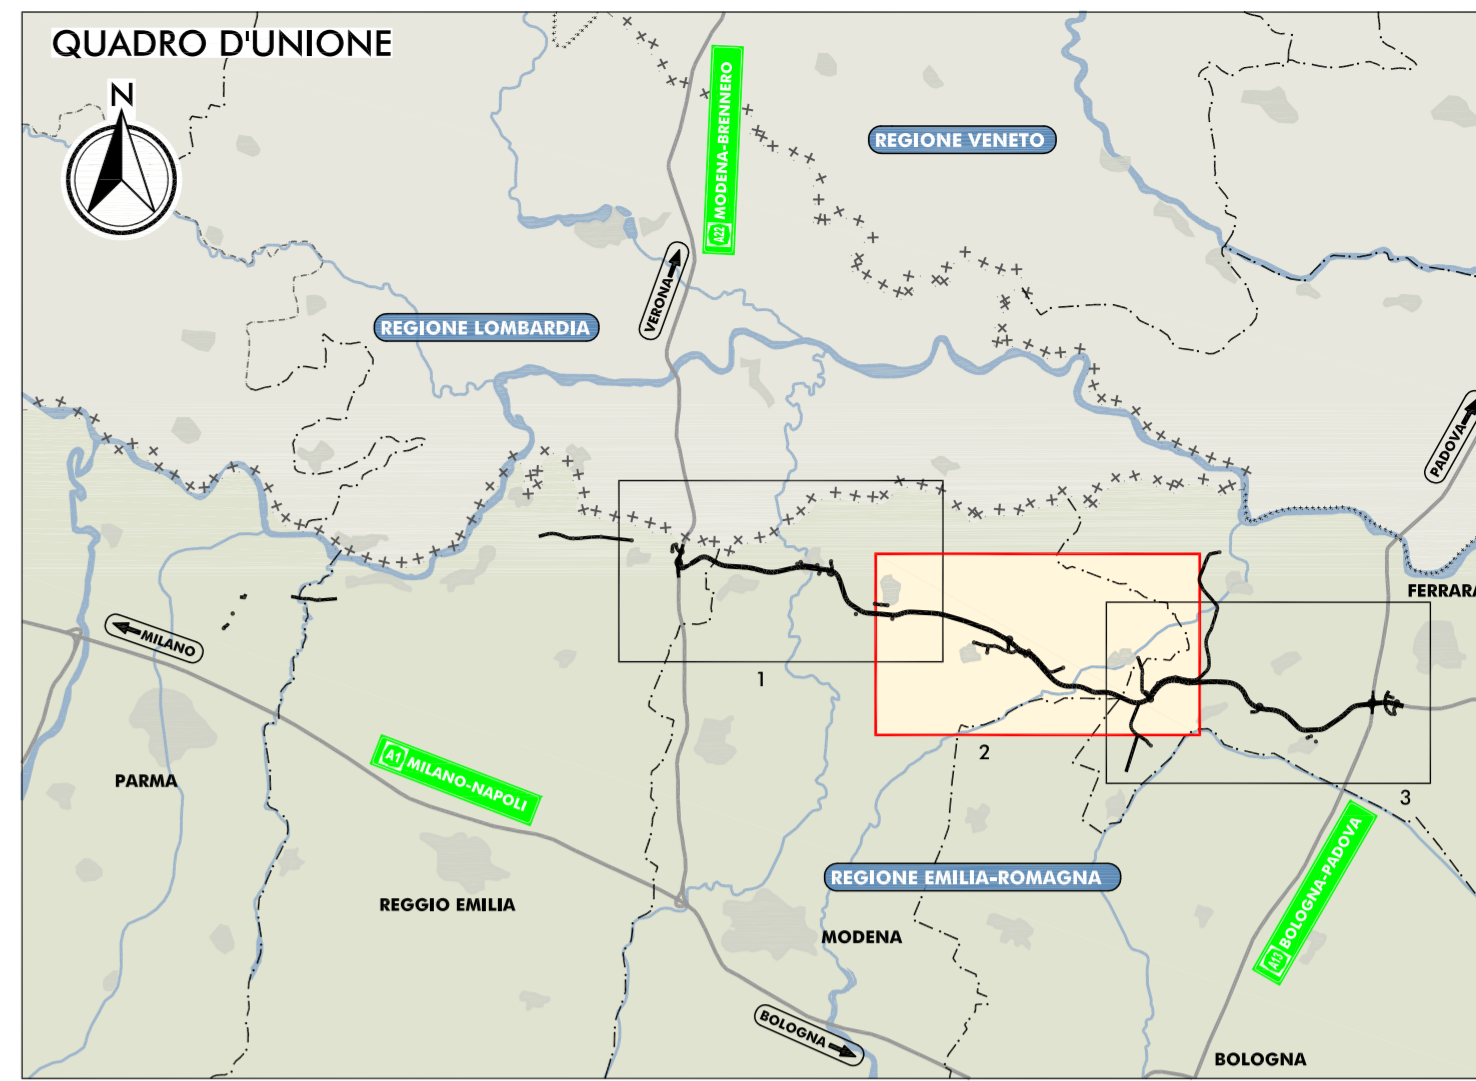 QUADRO D'UNIONE
N
A22 MODENA-BRENNERO
REGIONE VENETO
VERONA
REGIONE LOMBARDIA
PADOVA
FERRARA
MILANO
1
2
3
PARMA
A1 MILANO-NAPOLI
REGIONE EMILIA-ROMAGNA
A13 BOLOGNA-PADOVA
REGGIO EMILIA
MODENA
BOLOGNA
BOLOGNA